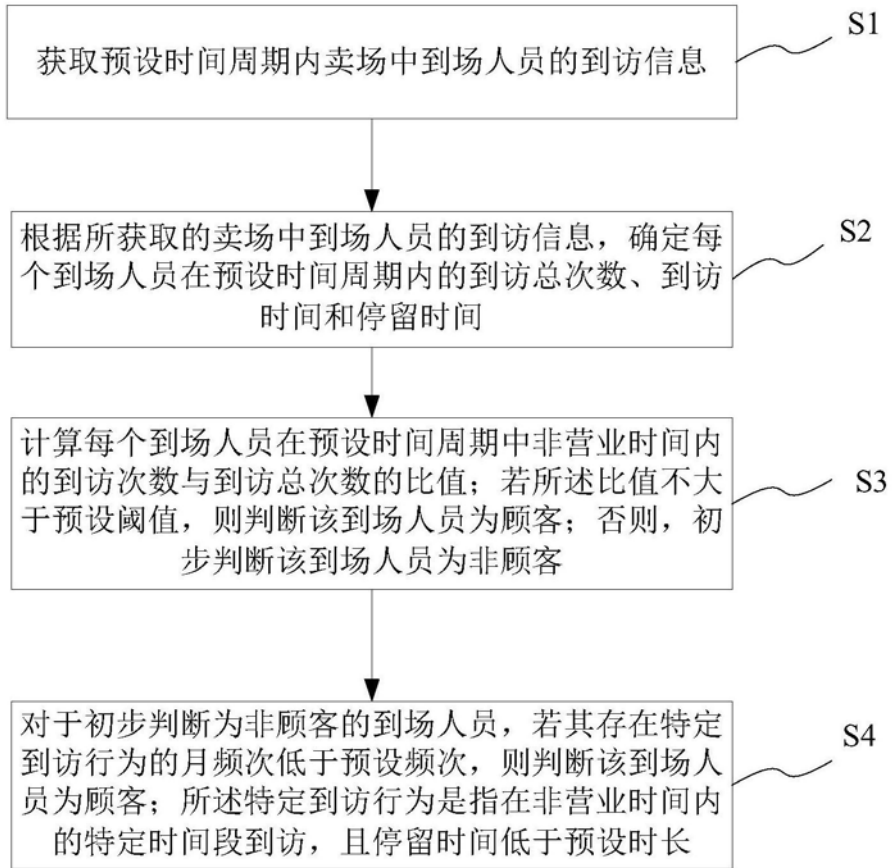 获取预设时间周期内卖场中到场人员的到访信息
S1
根据所获取的卖场中到场人员的到访信息，确定每
个到场人员在预设时间周期内的到访总次数、到访
时间和停留时间
S2
计算每个到场人员在预设时间周期中非营业时间内
的到访次数与到访总次数的比值；若所述比值不大
于预设阈值，则判断该到场人员为顾客；否则，初
步判断该到场人员为非顾客
S3
对于初步判断为非顾客的到场人员，若其存在特定
到访行为的月频次低于预设频次，则判断该到场人
员为顾客；所述特定到访行为是指在非营业时间内
的特定时间段到访，且停留时间低于预设时长
S4